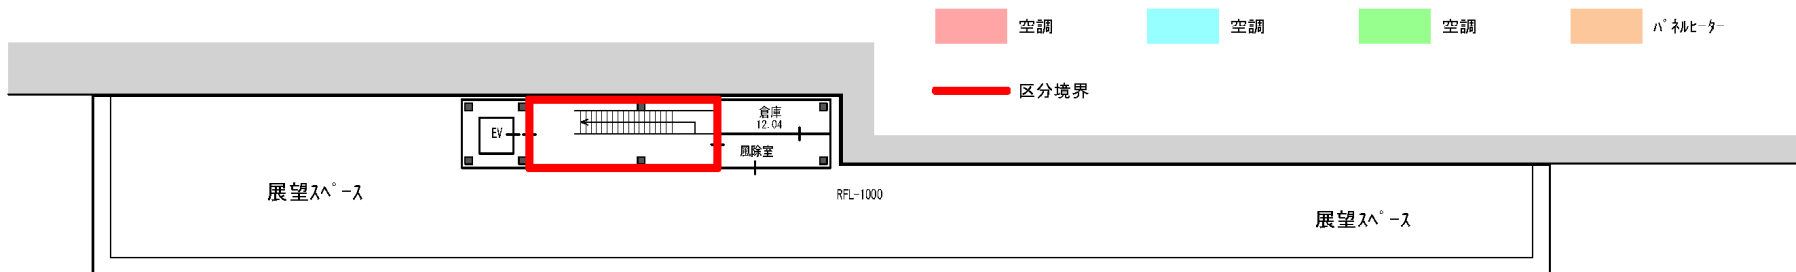 空調
空調
空調
ﾊﾟﾈﾙﾋｰﾀｰ
区分境界
倉庫
12.04
EV
風除室
展望ｽﾍﾟｰｽ
RFL-1000
展望ｽﾍﾟｰｽ